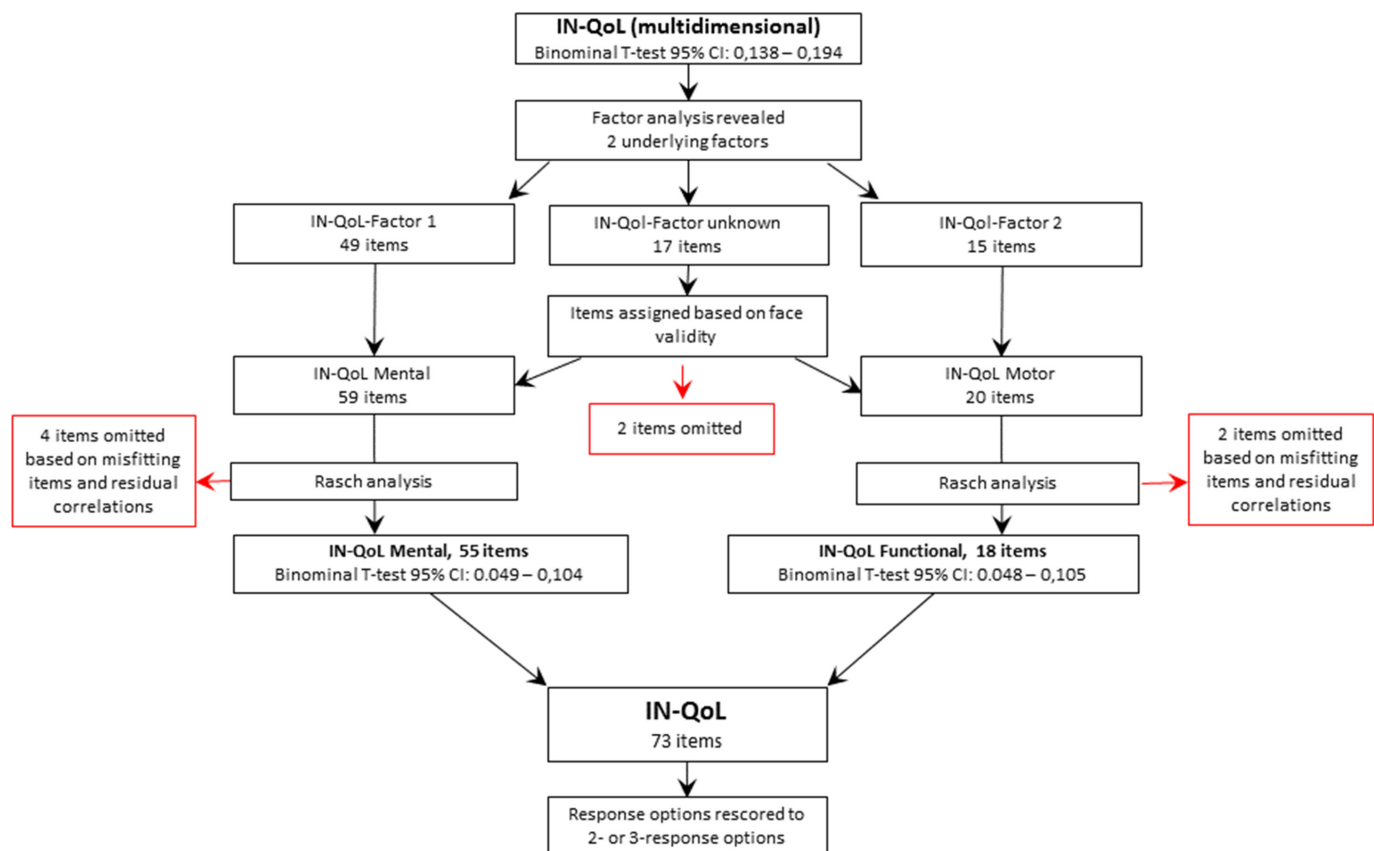 IN-QoL (multidimensional)
Binominal T-test 95% CI: 0,138 – 0,194
Factor analysis revealed
2 underlying factors
IN-QoL-Factor 1
49 items
IN-Qol-Factor unknown
17 items
IN-Qol-Factor 2
15 items
Items assigned based on face
validity
IN-QoL Mental
59 items
IN-QoL Motor
20 items
2 items omitted
4 items omitted
based on misfitting
items and residual
correlations
Rasch analysis
Rasch analysis
2 items omitted
based on misfitting
items and residual
correlations
IN-QoL Mental, 55 items
Binominal T-test 95% CI: 0.049 – 0,104
IN-QoL Functional, 18 items
Binominal T-test 95% CI: 0.048 – 0,105
IN-QoL
73 items
Response options rescored to
2- or 3-response options